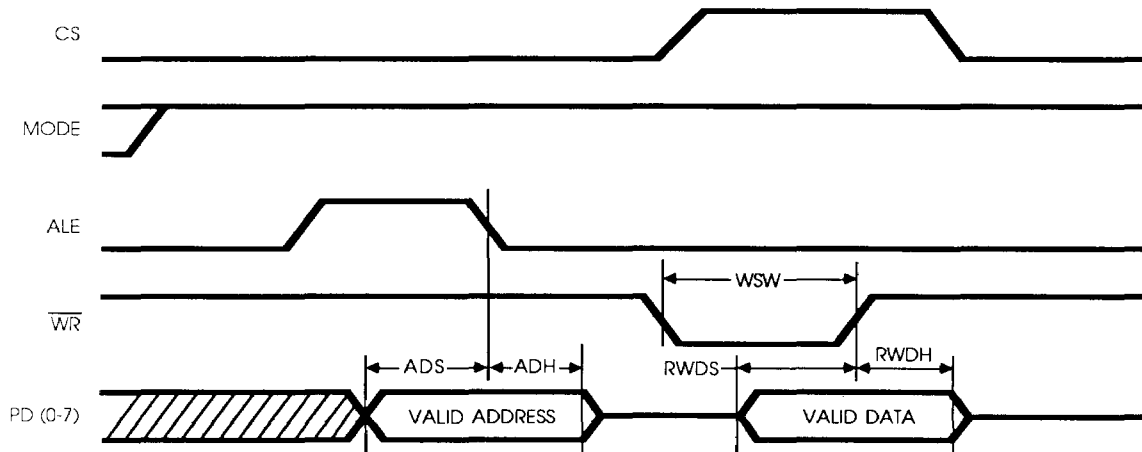 CS
MODE
ALE
WSW
WR
ADS ADH RWDS RWDH
PD (0-7) VALID ADDRESS VALID DATA